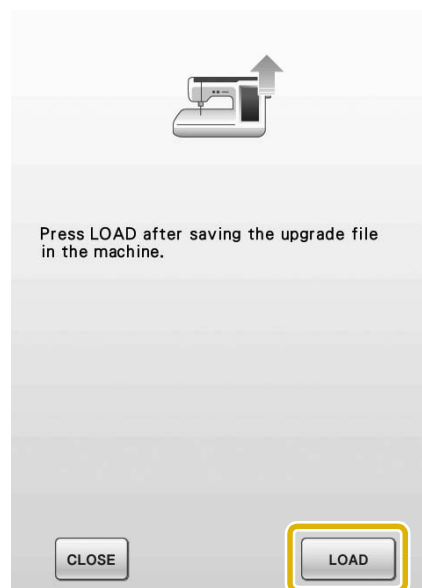 Press LOAD after saving the upgrade file
in the machine.
CLOSE
LOAD